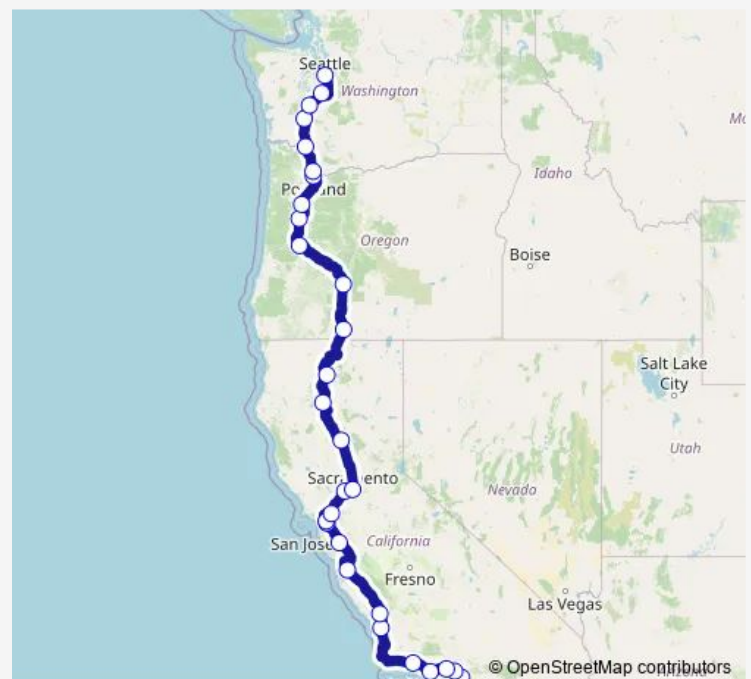 Seattle
Washington
Idaho
Oregon
Boise
Salt Lake
City
Utah
Nevada
California
Fresno
Las Vegas
© OpenStreetMap contributors